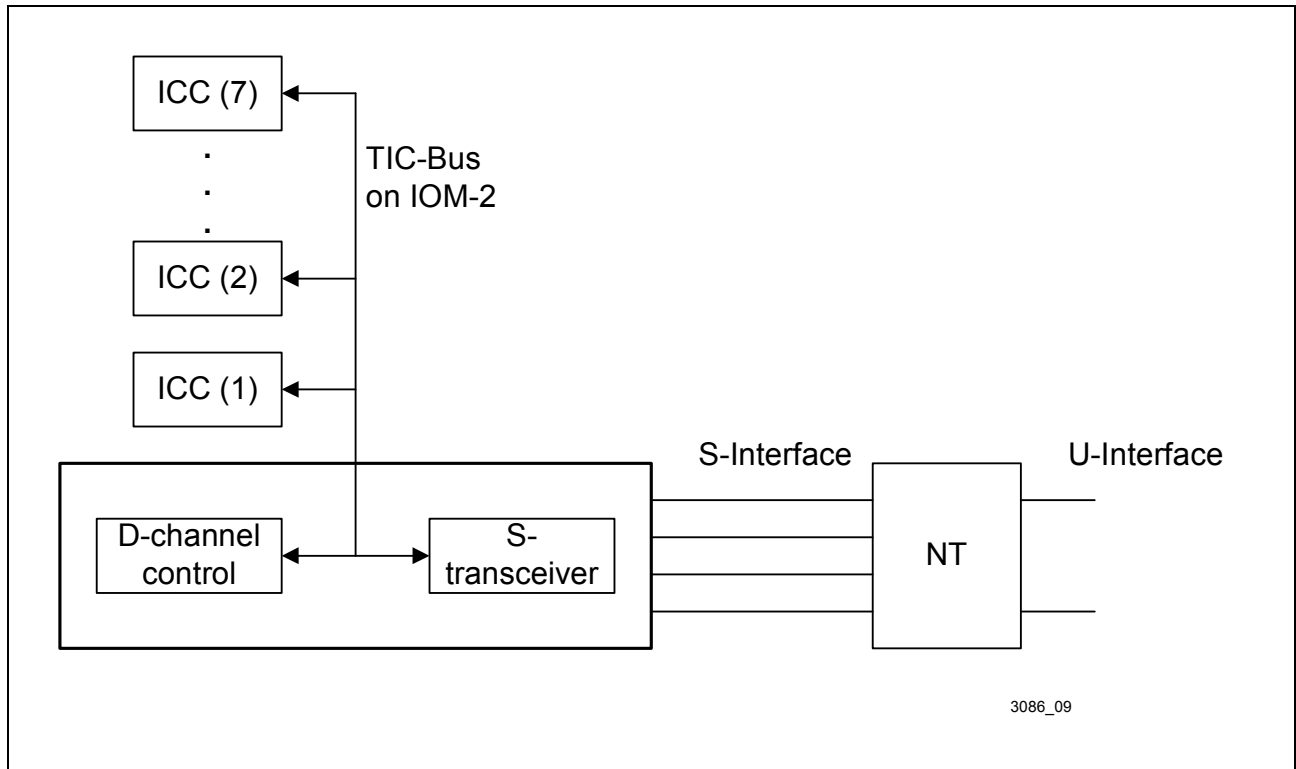 ICC (7)
.
.
.
TIC-Bus
on IOM-2
ICC (2)
ICC (1)
S-Interface
U-Interface
D-channel
control
S-
transceiver
NT
3086_09